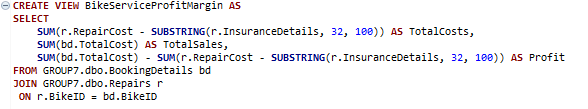 CREATE VIEW BikeServiceProfitMargin AS
SELECT
SUM(r.RepairCost - SUBSTRING(r.InsuranceDetails, 32, 100)) AS TotalCosts,
SUM(bd.TotalCost) AS TotalSales,
SUM(bd.TotalCost) - SUM(r.RepairCost - SUBSTRING(r.InsuranceDetails, 32, 100)) AS Profit
FROM GROUP7.dbo.BookingDetails bd
JOIN GROUP7.dbo.Repairs r
ON r.BikeID = bd.BikeID